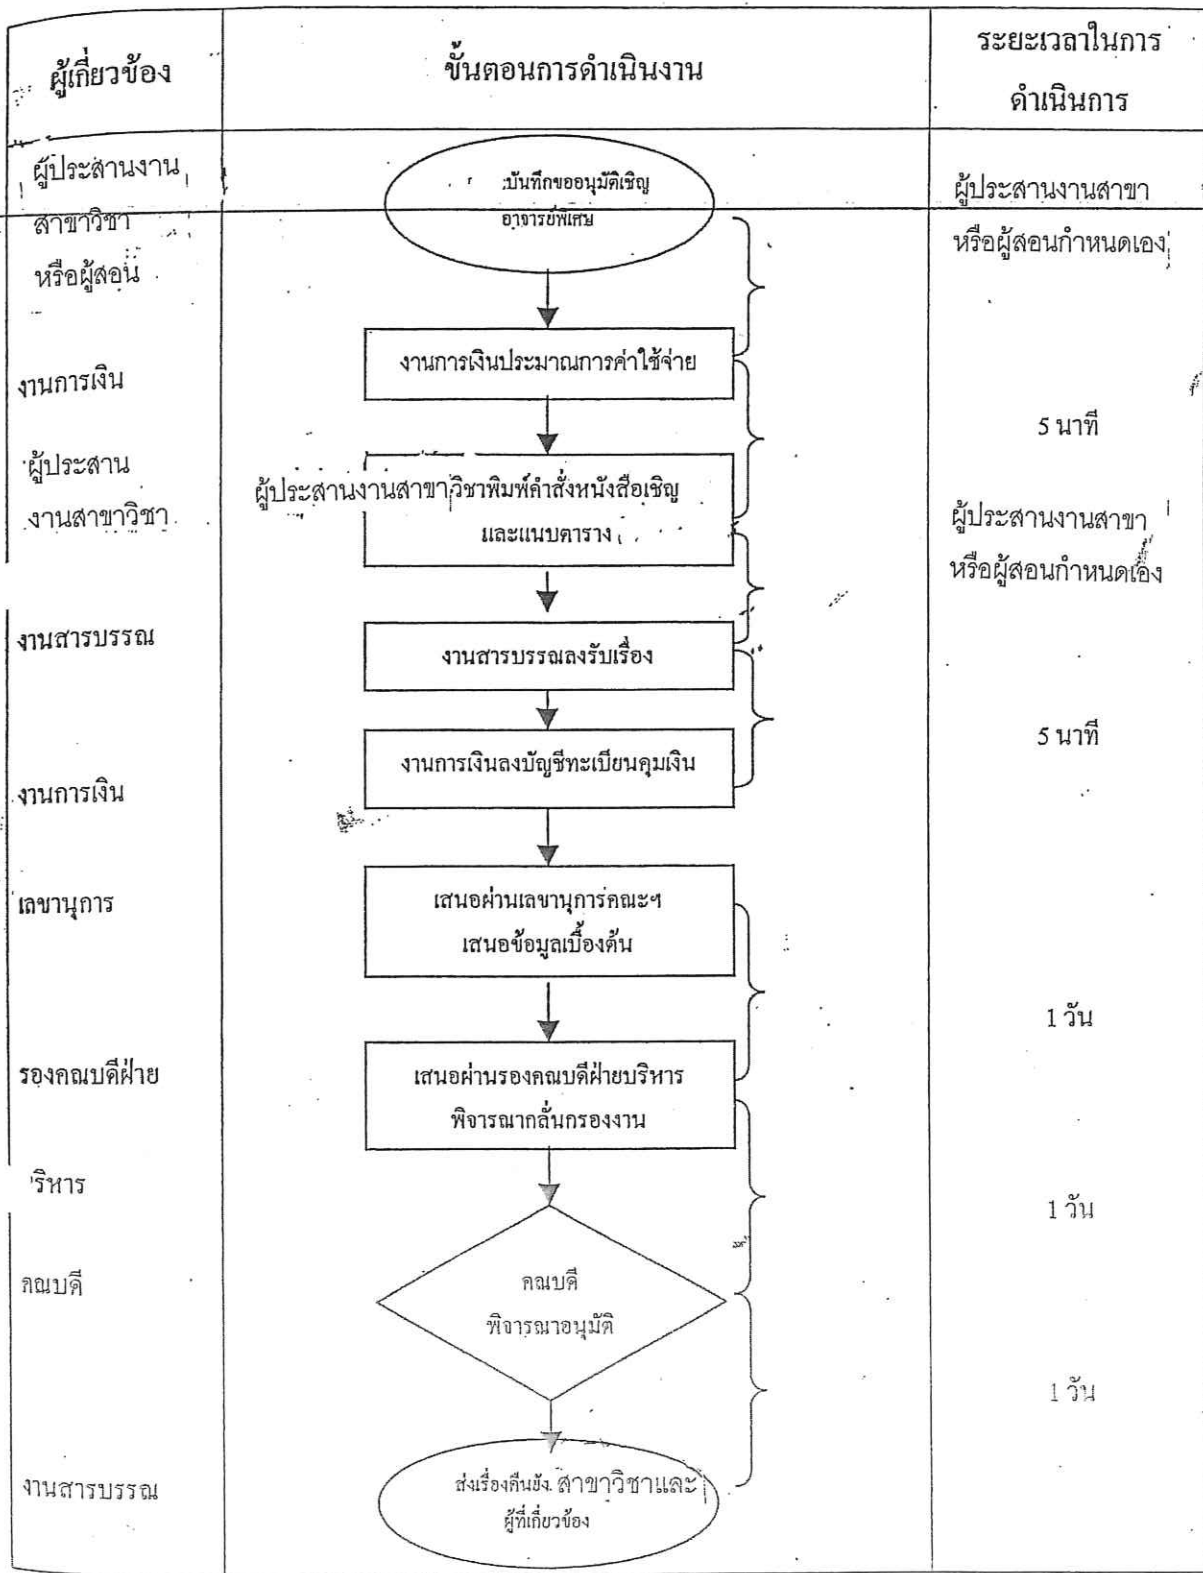 ผู้เกี่ยวข้อง
ขั้นตอนการดำเนินงาน
ระยะเวลาในการ
ดำเนินการ
ผู้ประสานงาน
สาขาวิชา
หรือผู้สอน
บันทึกขออนุมัติเชิญ
อาจารย์พิเศษ
ผู้ประสานงานสาขา
หรือผู้สอนกำหนดเอง
งานการเงิน
งานการเงินประมาณการค่าใช้จ่าย
5 นาที
ผู้ประสาน
งานสาขาวิชา
ผู้ประสานงานสาขาวิชาพิมพ์คำสั่งหนังสือเชิญ
และแนบตาราง
ผู้ประสานงานสาขา
หรือผู้สอนกำหนดเอง
งานสารบรรณ
งานสารบรรณลงรับเรื่อง
5 นาที
งานการเงิน
งานการเงินลงบัญชีทะเบียนคุมเงิน
เลขานุการ
เสนอผ่านเลขานุการคณะฯ
เสนอข้อมูลเบื้องต้น
1 วัน
รองคณบดีฝ่าย
ริหาร
เสนอผ่านรองคณบดีฝ่ายบริหาร
พิจารณากลั่นกรองงาน
1 วัน
คณบดี
คณบดี
พิจารณาอนุมัติ
1 วัน
งานสารบรรณ
ส่งเรื่องคืนยัง สาขาวิชาและ
ผู้ที่เกี่ยวข้อง